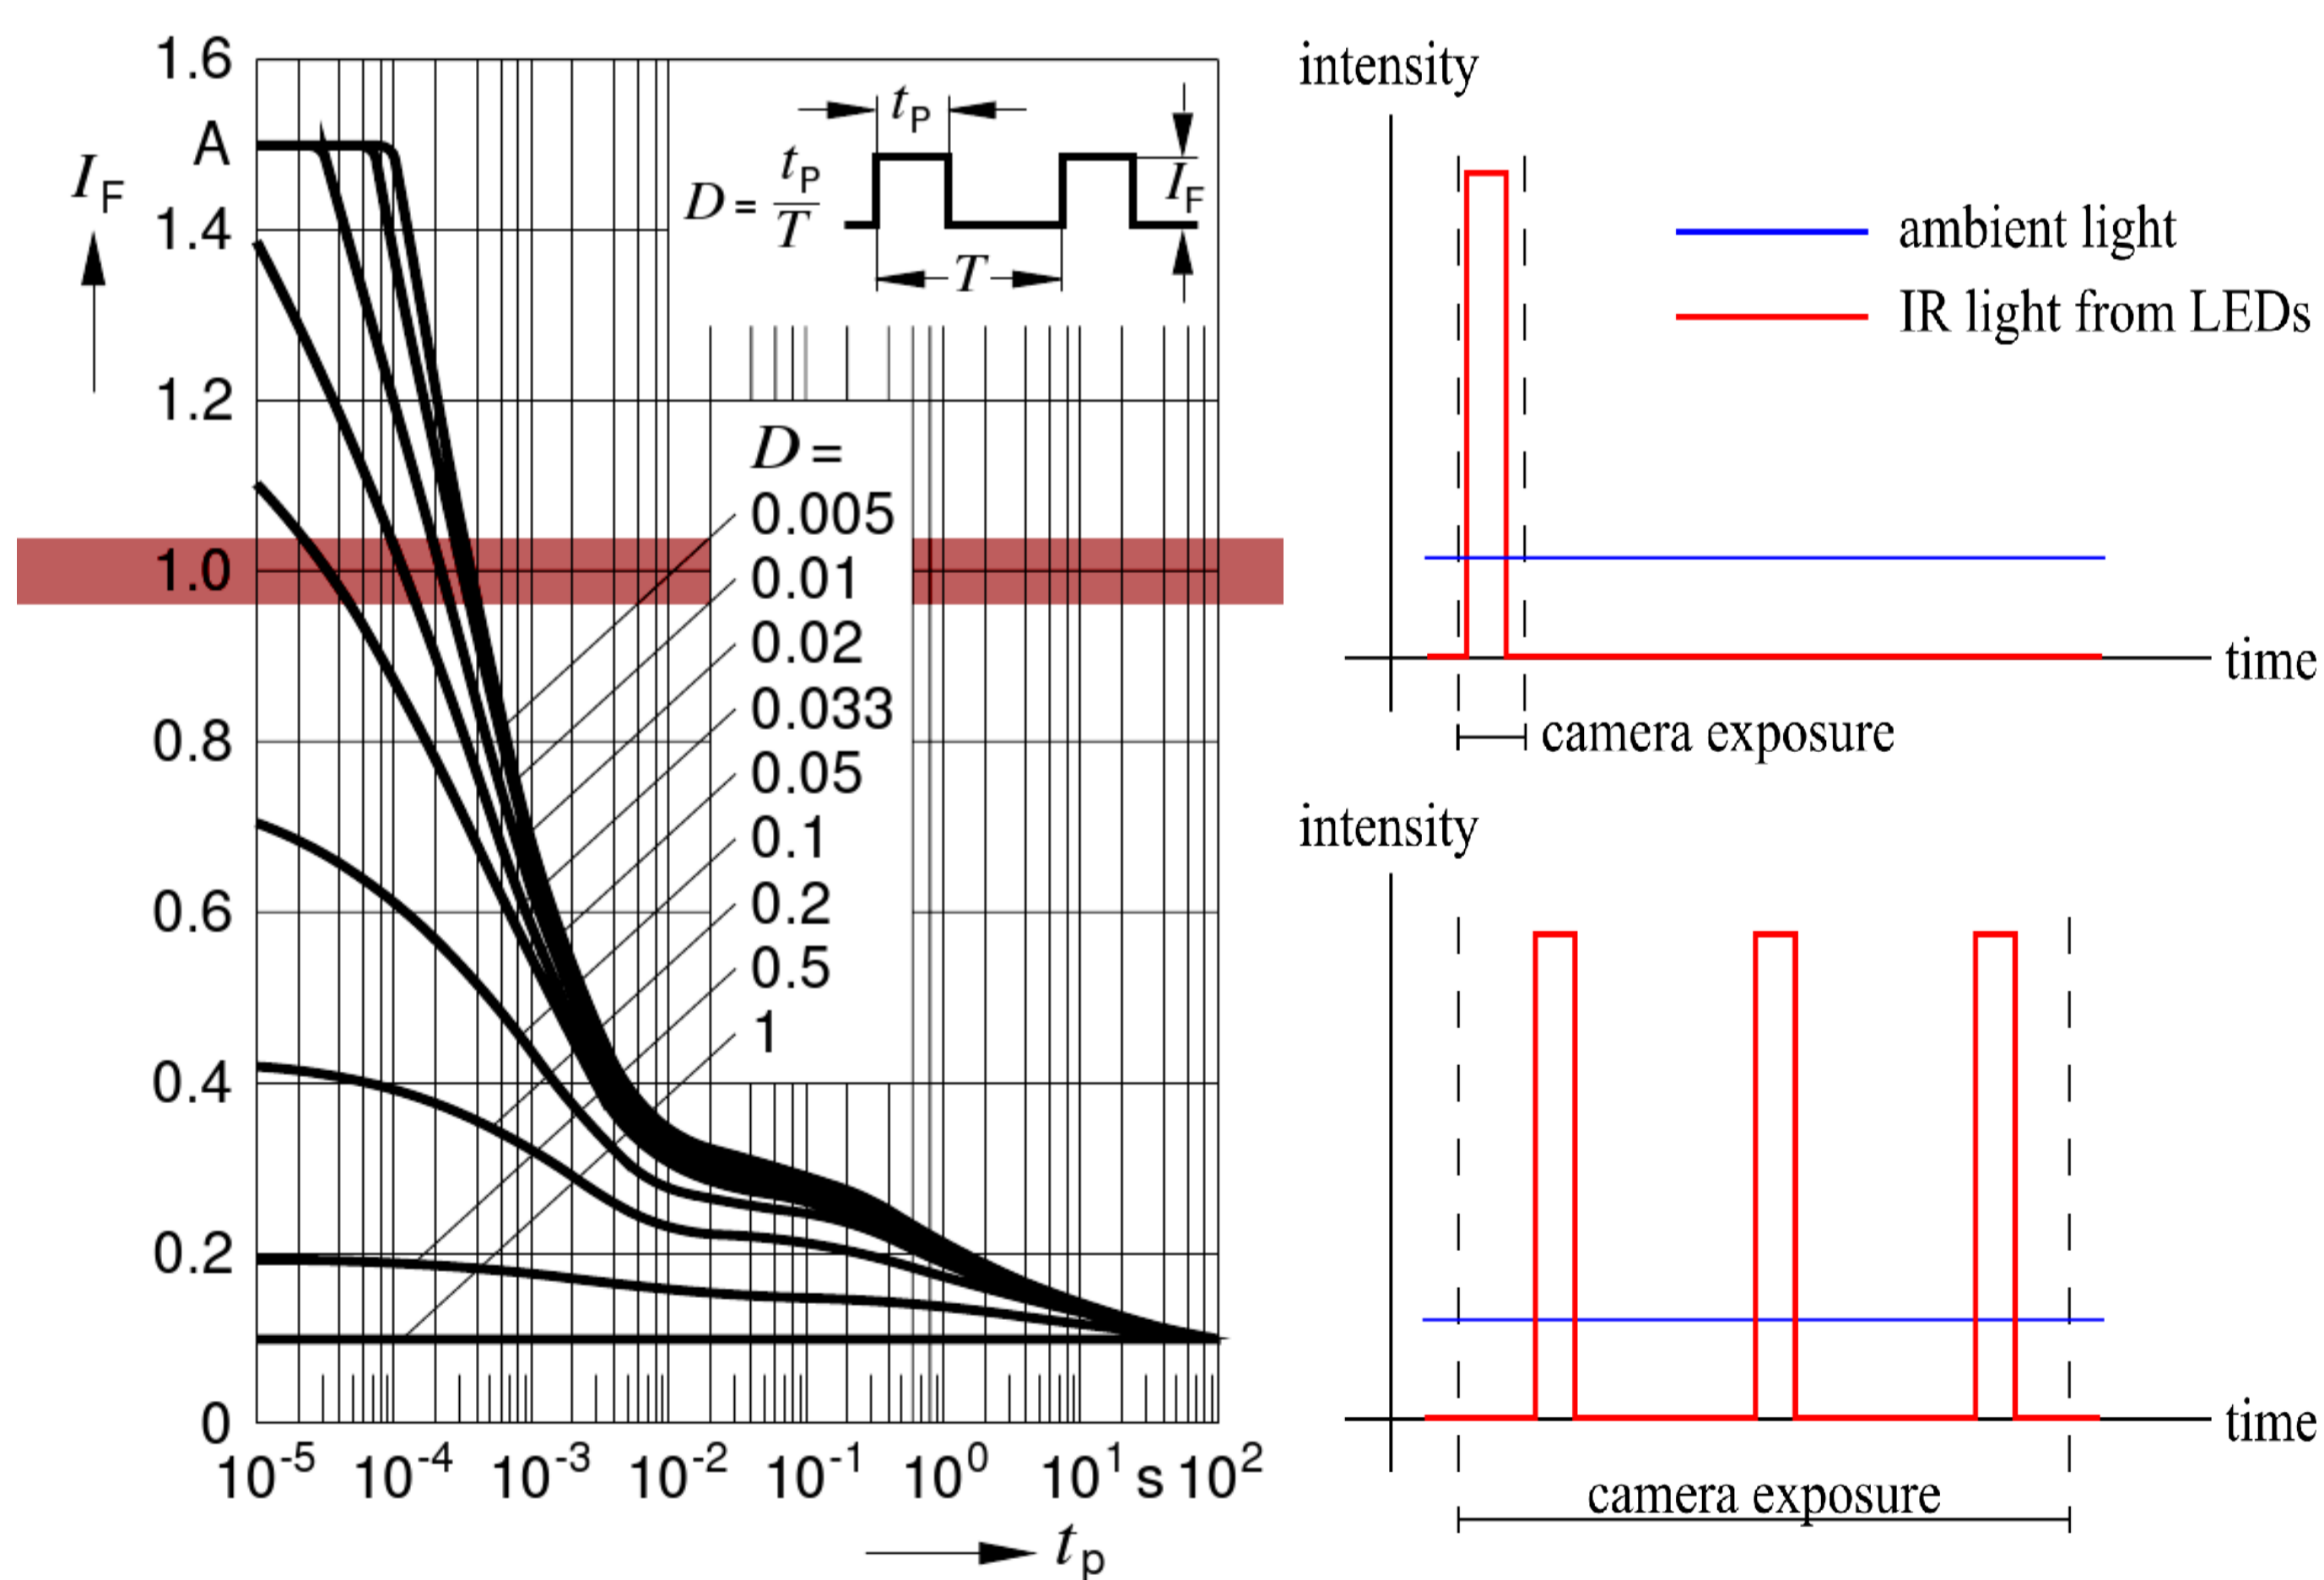 1.6
A
I_F
1.4
1.2
1.0
0.8
0.6
0.4
0.2
0
10^-5 10^-4 10^-3 10^-2 10^-1 10^0 10^1 s 10^2
t_p
t_P
D = t_P / T
I_F
T
D =
0.005
0.01
0.02
0.033
0.05
0.1
0.2
0.5
1
intensity
ambient light
IR light from LEDs
time
camera exposure
intensity
time
camera exposure